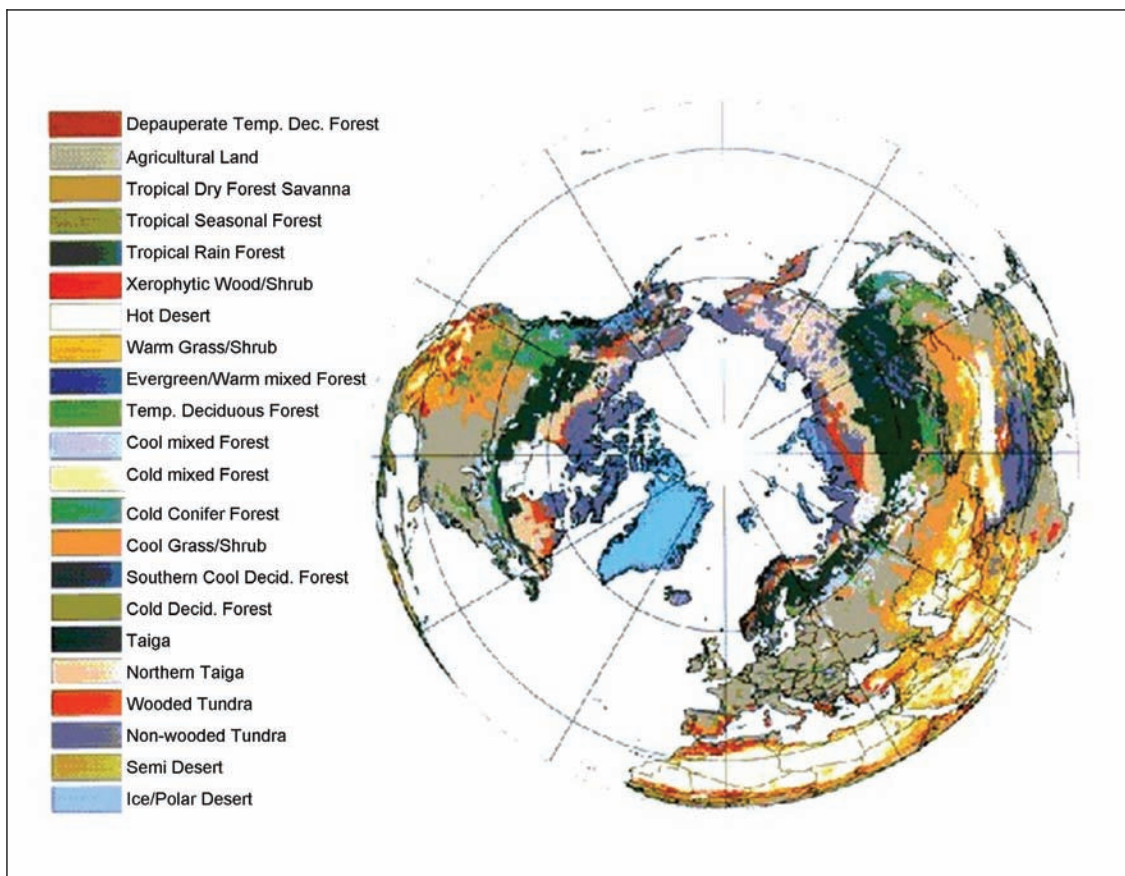 Depauperate Temp. Dec. Forest
Agricultural Land
Tropical Dry Forest Savanna
Tropical Seasonal Forest
Tropical Rain Forest
Xerophytic Wood/Shrub
Hot Desert
Warm Grass/Shrub
Evergreen/Warm mixed Forest
Temp. Deciduous Forest
Cool mixed Forest
Cold mixed Forest
Cold Conifer Forest
Cool Grass/Shrub
Southern Cool Decid. Forest
Cold Decid. Forest
Taiga
Northern Taiga
Wooded Tundra
Non-wooded Tundra
Semi Desert
Ice/Polar Desert